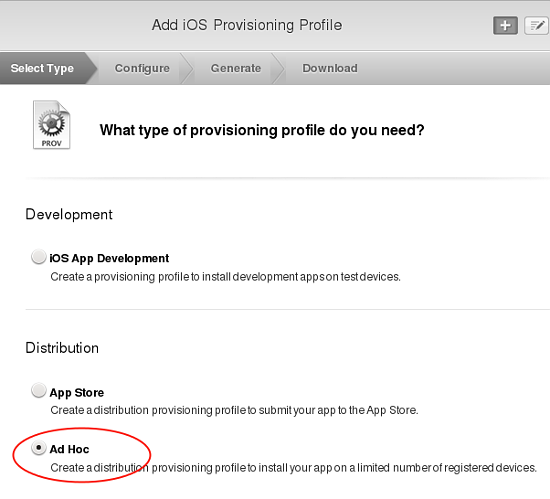 Add iOS Provisioning Profile
Select Type
Configure
Generate
Download
PROV
What type of provisioning profile do you need?
Development
iOS App Development
Create a provisioning profile to install development apps on test devices.
Distribution
App Store
Create a distribution provisioning profile to submit your app to the App Store.
Ad Hoc
Create a distribution provisioning profile to install your app on a limited number of registered devices.